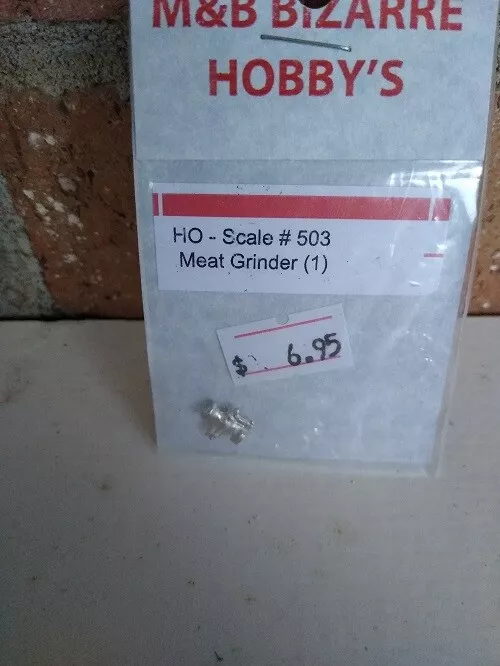 M&B BIZARRE
HOBBY'S
HO - Scale # 503
Meat Grinder (1)
$ 6.95